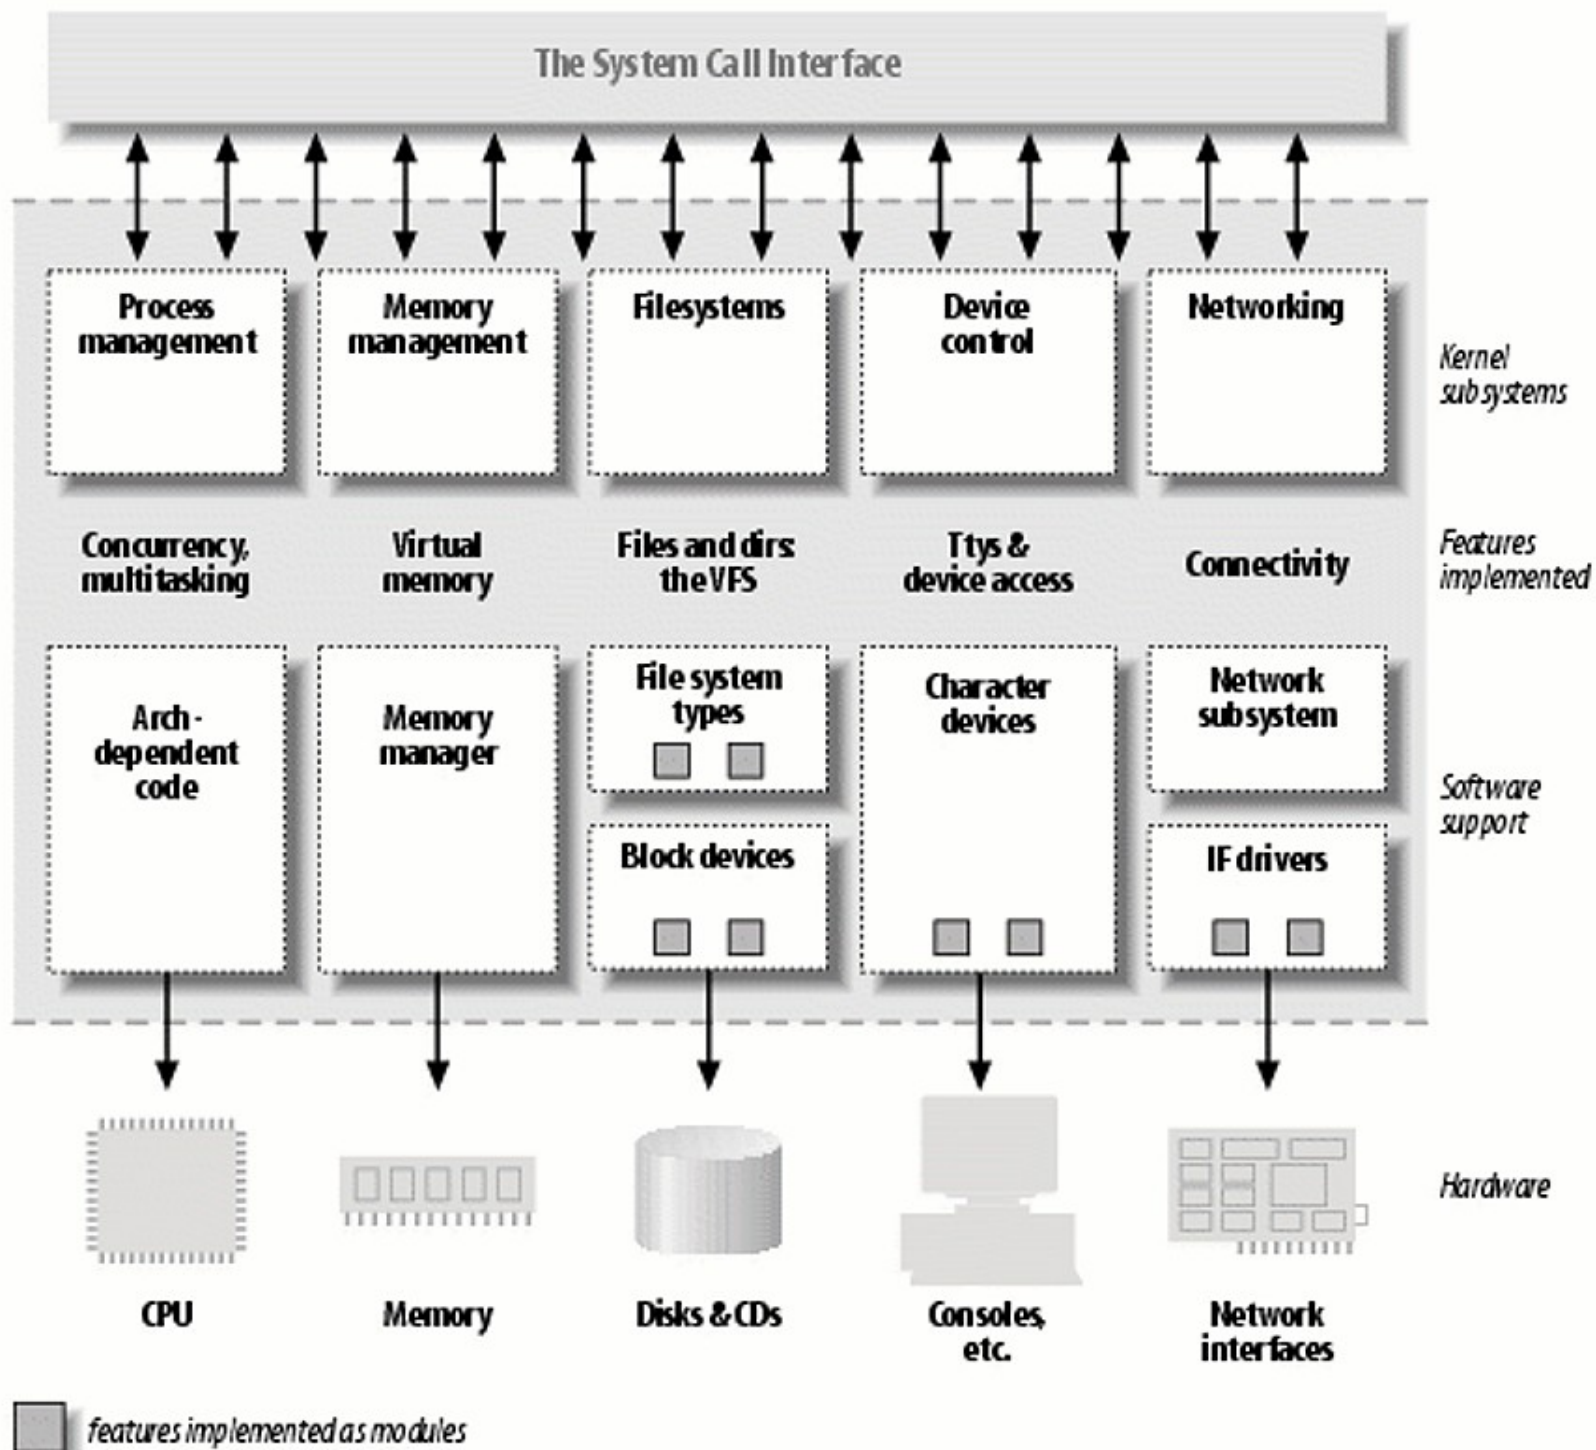 The System Call Interface
Process
management
Memory
management
Filesystems
Device
control
Networking
Kernel
subsystems
Concurrency,
multitasking
Virtual
memory
Files and dirs:
the VFS
Ttys &
device access
Connectivity
Features
implemented
Arch-
dependent
code
Memory
manager
File system
types
Block devices
Character
devices
Network
subsystem
IF drivers
Software
support
CPU
Memory
Disks & CDs
Consoles,
etc.
Network
interfaces
Hardware
features implemented as modules